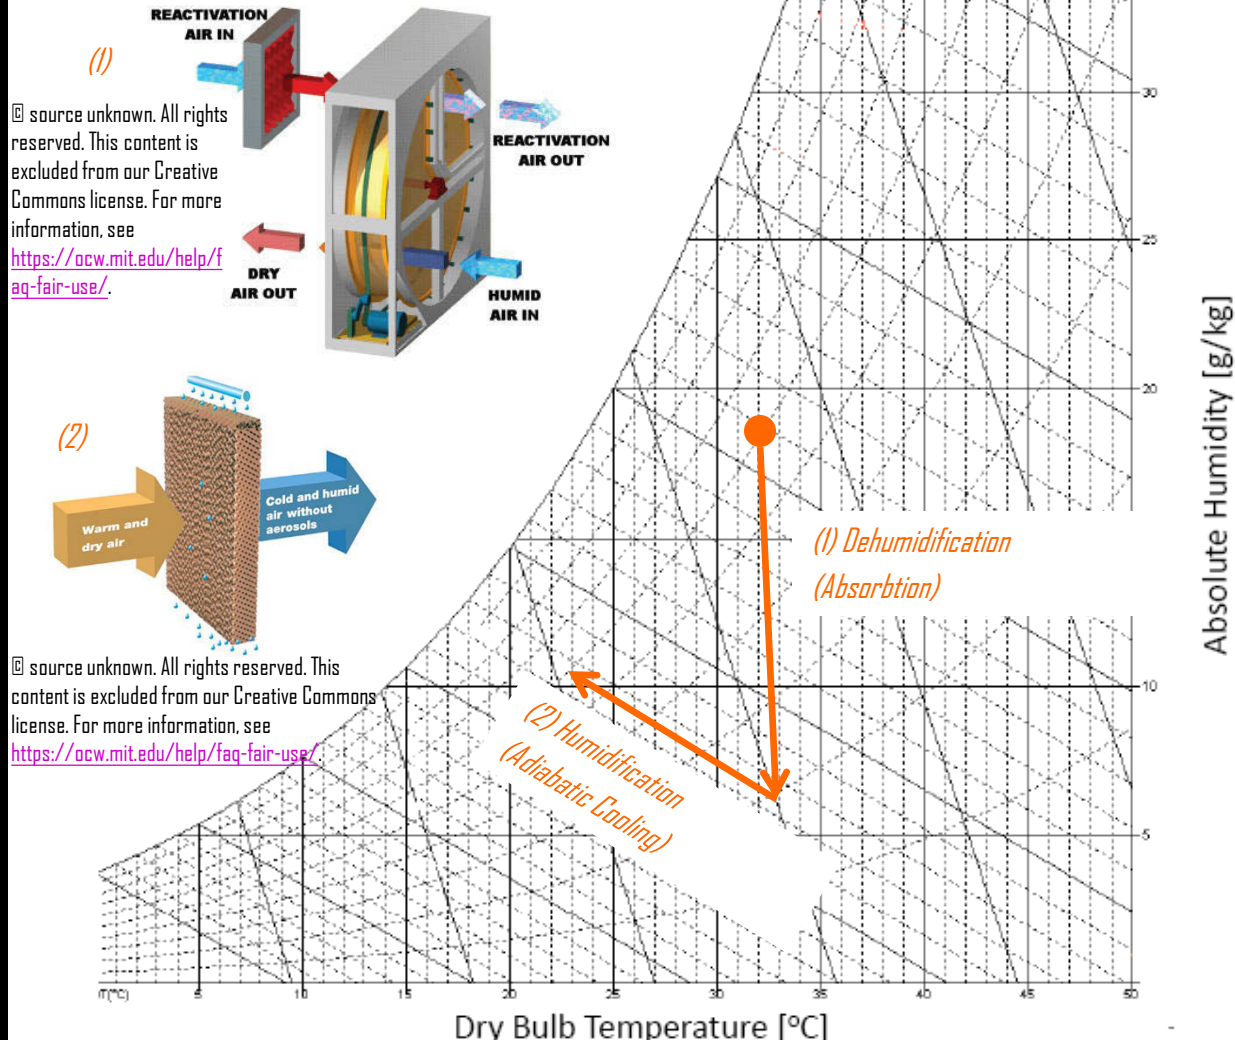 REACTIVATION
AIR IN
(1)
© source unknown. All rights
reserved. This content is
excluded from our Creative
Commons license. For more
information, see
https://ocw.mit.edu/help/f
aq-fair-use/.
REACTIVATION
AIR OUT
DRY
AIR OUT
HUMID
AIR IN
(2)
Warm and
dry air
Cold and humid
air without
aerosols
© source unknown. All rights reserved. This
content is excluded from our Creative Commons
license. For more information, see
https://ocw.mit.edu/help/faq-fair-use/
(1) Dehumidification
(Absorbtion)
(2) Humidification
(Adiabatic Cooling)
30
25
20
10
5
Absolute Humidity [g/kg]
T(°C)
5
10
15
20
25
30
35
40
45
50
Dry Bulb Temperature [°C]
-